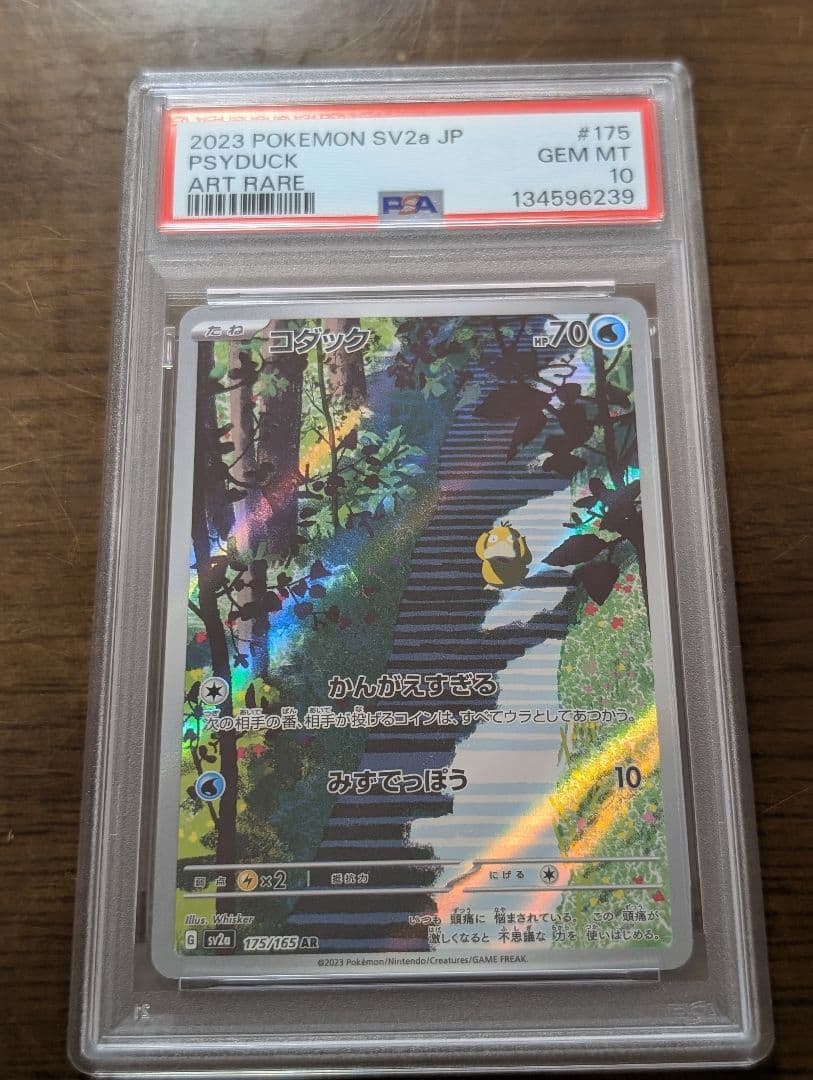 2023 POKEMON SV2a JP #175
PSYDUCK GEM MT
ART RARE 10
PSA 134596239
たね コダック HP70
かんがえすぎる
次の相手の番、相手が投げるコインは、すべてウラとしてあつかう。
みずでっぽう 10
弱点 ×2 抵抗力 にげる
Illus. Whisker
いつも 頭痛に 悩まされている。 この 頭痛が
激しくなると 不思議な 力を 使いはじめる。
G sv2a 175/165 AR
©2023 Pokémon/Nintendo/Creatures/GAME FREAK.